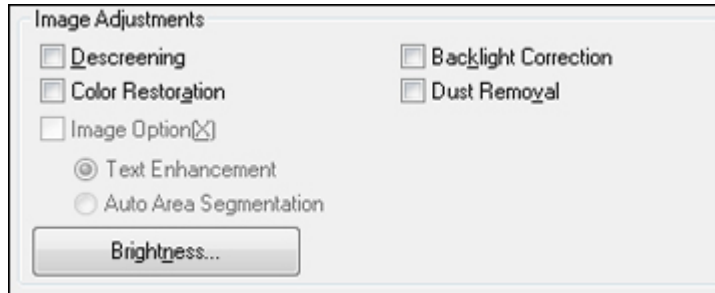 Image Adjustments
Descreening
Backlight Correction
Color Restoration
Dust Removal
Image Option(X)
Text Enhancement
Auto Area Segmentation
Brightness...